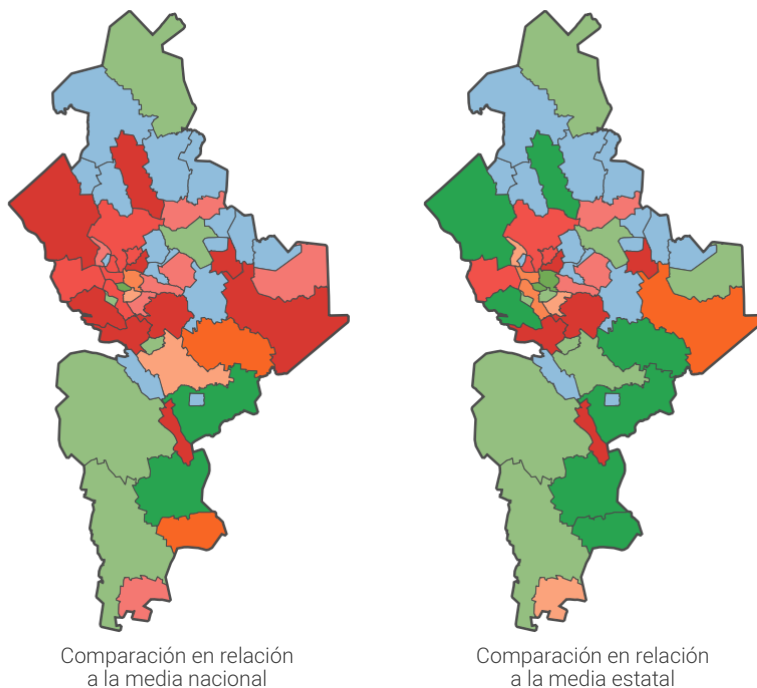 Comparación en relación
a la media nacional
Comparación en relación
a la media estatal